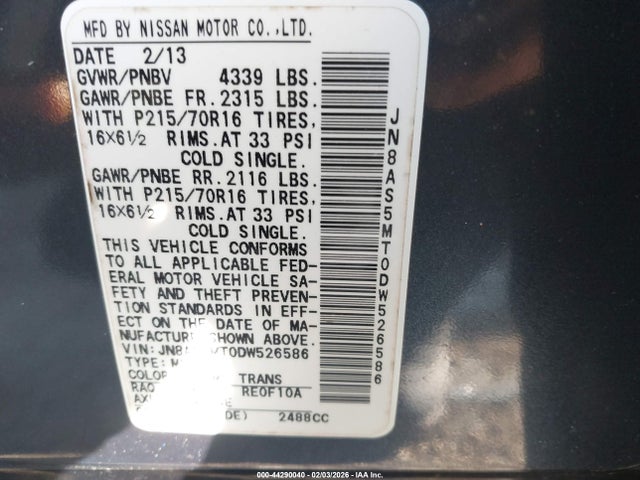 MFD BY NISSAN MOTOR CO.,LTD.
DATE 2/13
GVWR/PNBV 4339 LBS.
GAWR/PNBE FR. 2315 LBS.
WITH P215/70R16 TIRES,
16X6½ RIMS. AT 33 PSI
COLD SINGLE.
GAWR/PNBE RR. 2116 LBS.
WITH P215/70R16 TIRES,
16X6½ RIMS. AT 33 PSI
COLD SINGLE.
THIS VEHICLE CONFORMS
TO ALL APPLICABLE FED-
ERAL MOTOR VEHICLE SA-
FETY AND THEFT PREVEN-
TION STANDARDS IN EFF-
ECT ON THE DATE OF MA-
NUFACTURE SHOWN ABOVE.
VIN: DW526586
TYPE:
COLOR TRANS
RE0F10A
2488CC
JN8AS5MT0DW526586
000-44290040 - 02/03/2026 - IAA Inc.